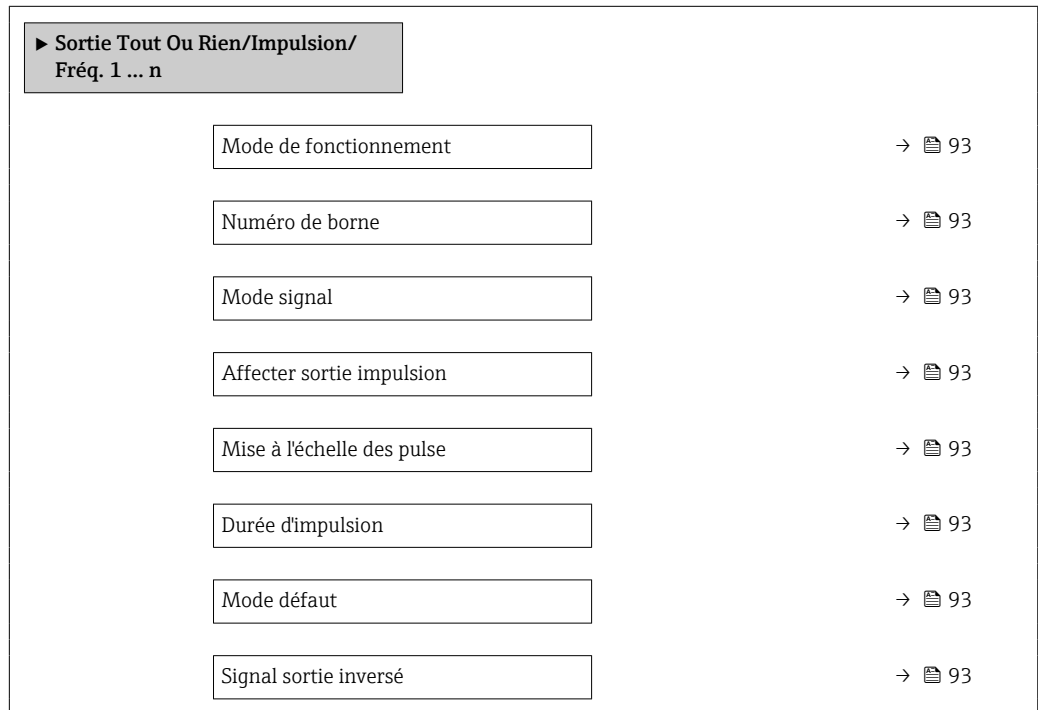 ► Sortie Tout Ou Rien/Impulsion/
Fréq. 1 ... n
Mode de fonctionnement → 93
Numéro de borne → 93
Mode signal → 93
Affecter sortie impulsion → 93
Mise à l'échelle des pulse → 93
Durée d'impulsion → 93
Mode défaut → 93
Signal sortie inversé → 93